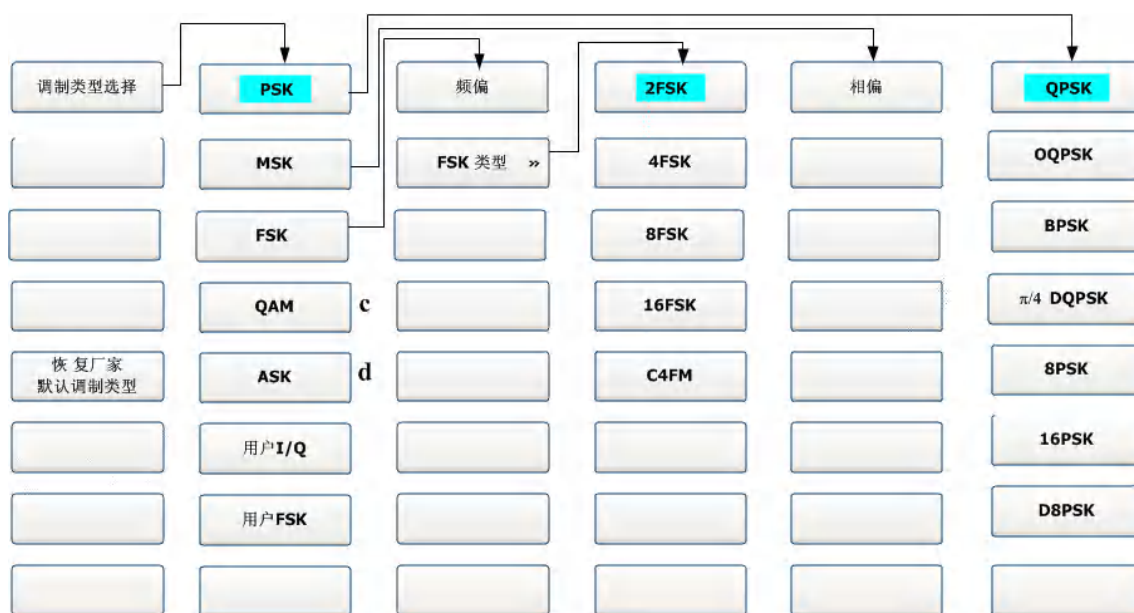 调制类型选择
恢 复厂家
默认调制类型
PSK
MSK
FSK
QAM
c
ASK
d
用户I/Q
用户FSK
频偏
FSK 类型 »
2FSK
4FSK
8FSK
16FSK
C4FM
相偏
QPSK
OQPSK
BPSK
π/4 DQPSK
8PSK
16PSK
D8PSK